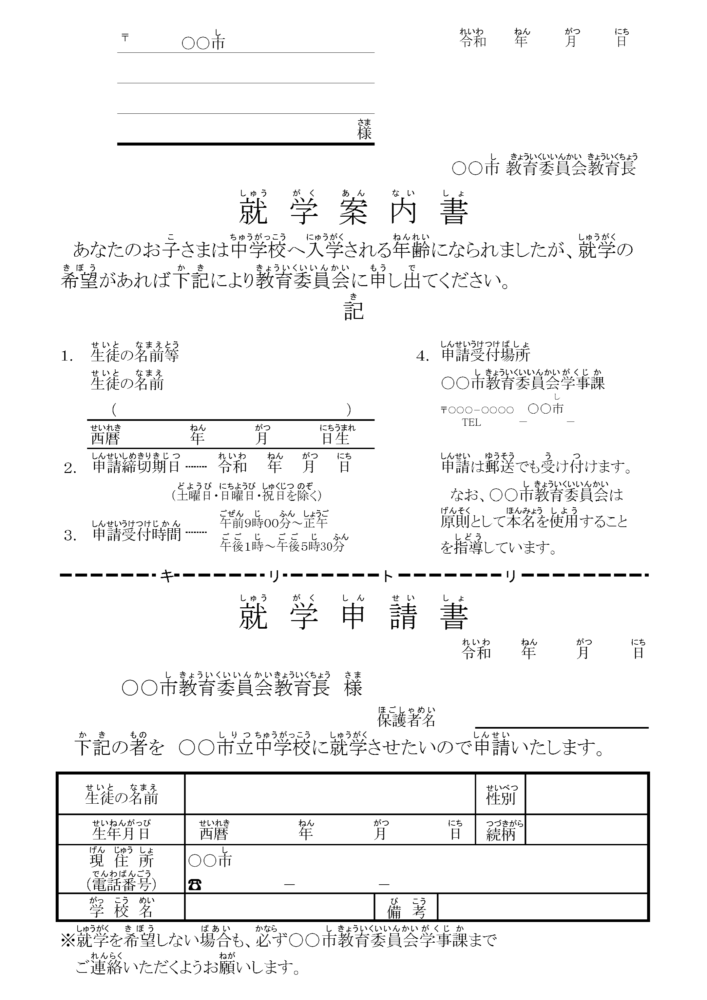 〒 ○○市
令和 年 月 日
様
○○市 教育委員会教育長
就学案内書
あなたのお子さまは中学校へ入学される年齢になられましたが、就学の
希望があれば下記により教育委員会に申し出てください。
記
1. 生徒の名前等
生徒の名前
( )
西暦 年 月 日生
2. 申請締切期日 ········ 令和 年 月 日
(土曜日・日曜日・祝日を除く)
3. 申請受付時間 ········ 午前9時00分～正午
午後1時～午後5時30分
4. 申請受付場所
○○市教育委員会学事課
〒○○○－○○○○ ○○市
TEL － －
申請は郵送でも受け付けます。
なお、○○市教育委員会は
原則として本名を使用すること
を指導しています。
キリトリ
就学申請書
令和 年 月 日
○○市教育委員会教育長 様
保護者名
下記の者を ○○市立中学校に就学させたいので申請いたします。
生徒の名前 性別
生年月日 西暦 年 月 日 続柄
現住所 ○○市
(電話番号) ☎ － －
学校名 備考
※就学を希望しない場合も、必ず○○市教育委員会学事課まで
ご連絡いただくようお願いします。